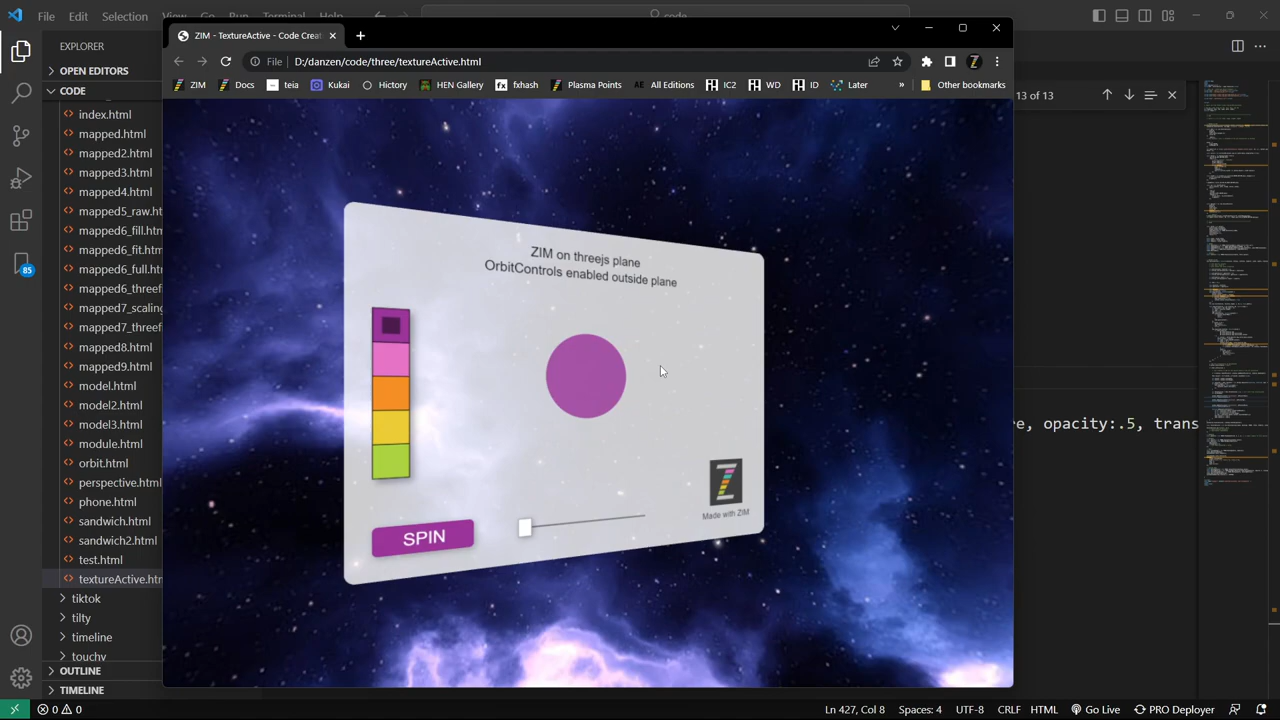 File Edit
code
EXPLORER
OPEN EDITORS
CODE
index.html
mapped.html
mapped2.html
mapped3.html
mapped4.html
mapped5_raw.ht
mapped6_fill.htm
mapped6_fit.htm
mapped6_full.htm
mapped6_threef
mapped7_scaling
mapped7_threef
mapped8.html
mapped9.html
model.html
model2.html
model3.html
module.html
orbit.html
perspective.html
phone.html
sandwich.html
sandwich2.html
test.html
textureActive.htm
tiktok
tilty
timeline
touchy
OUTLINE
TIMELINE
85
ZIM - TextureActive - Code Creat
File D:/danzen/code/three/textureActive.html
ZIM Docs teia Kukai Hictory HEN Gallery fxhash Plasma Points All Editions IC2 WD ID Later » Other bookmarks
ZIM on threejs plane
OrbitControls enabled outside plane
SPIN
Made with ZIM
13 of 13
e, opacity:.5, trans
0 0 Ln 427, Col 8 Spaces: 4 UTF-8 CRLF HTML Go Live PRO Deployer